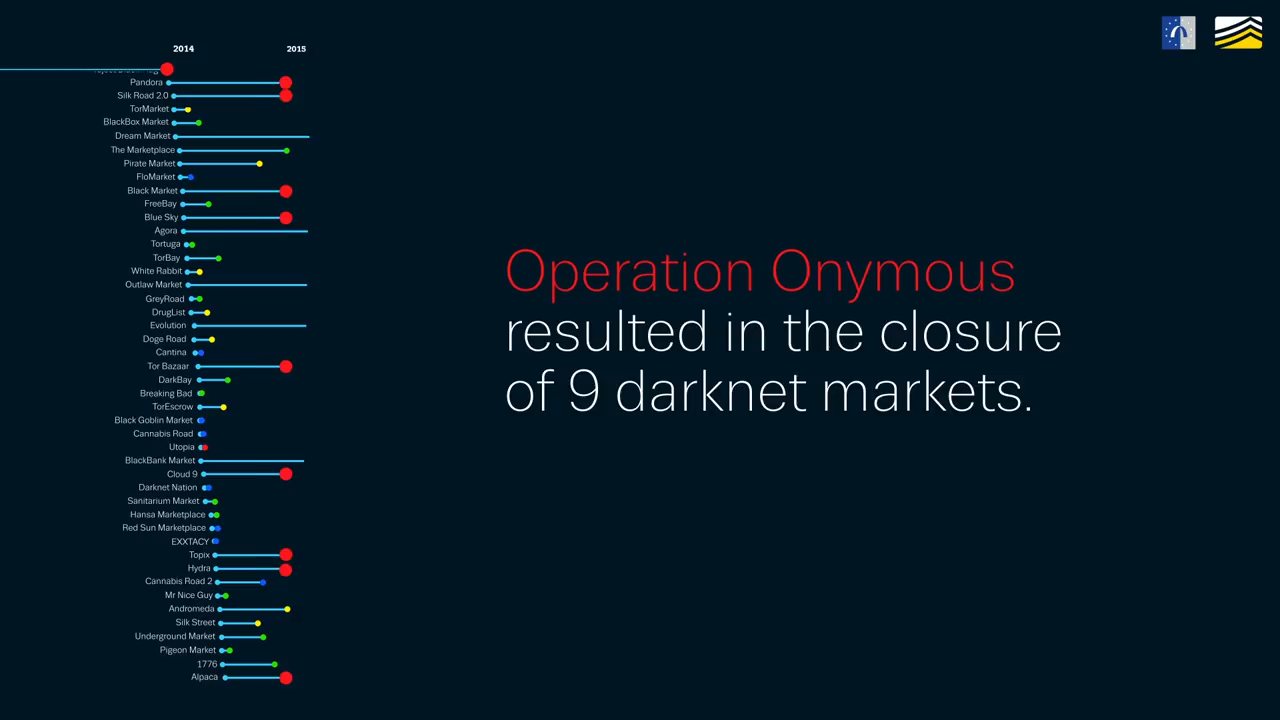 2014 2015
Pandora
Silk Road 2.0
TorMarket
BlackBox Market
Dream Market
The Marketplace
Pirate Market
FloMarket
Black Market
FreeBay
Blue Sky
Agora
Tortuga
TorBay
White Rabbit
Outlaw Market
GreyRoad
DrugList
Evolution
Doge Road
Cantina
Tor Bazaar
DarkBay
Breaking Bad
TorEscrow
Black Goblin Market
Cannabis Road
Utopia
BlackBank Market
Cloud 9
Darknet Nation
Sanitarium Market
Hansa Marketplace
Red Sun Marketplace
EXXTACY
Topix
Hydra
Cannabis Road 2
Mr Nice Guy
Andromeda
Silk Street
Underground Market
Pigeon Market
1776
Alpaca
Operation Onymous
resulted in the closure
of 9 darknet markets.